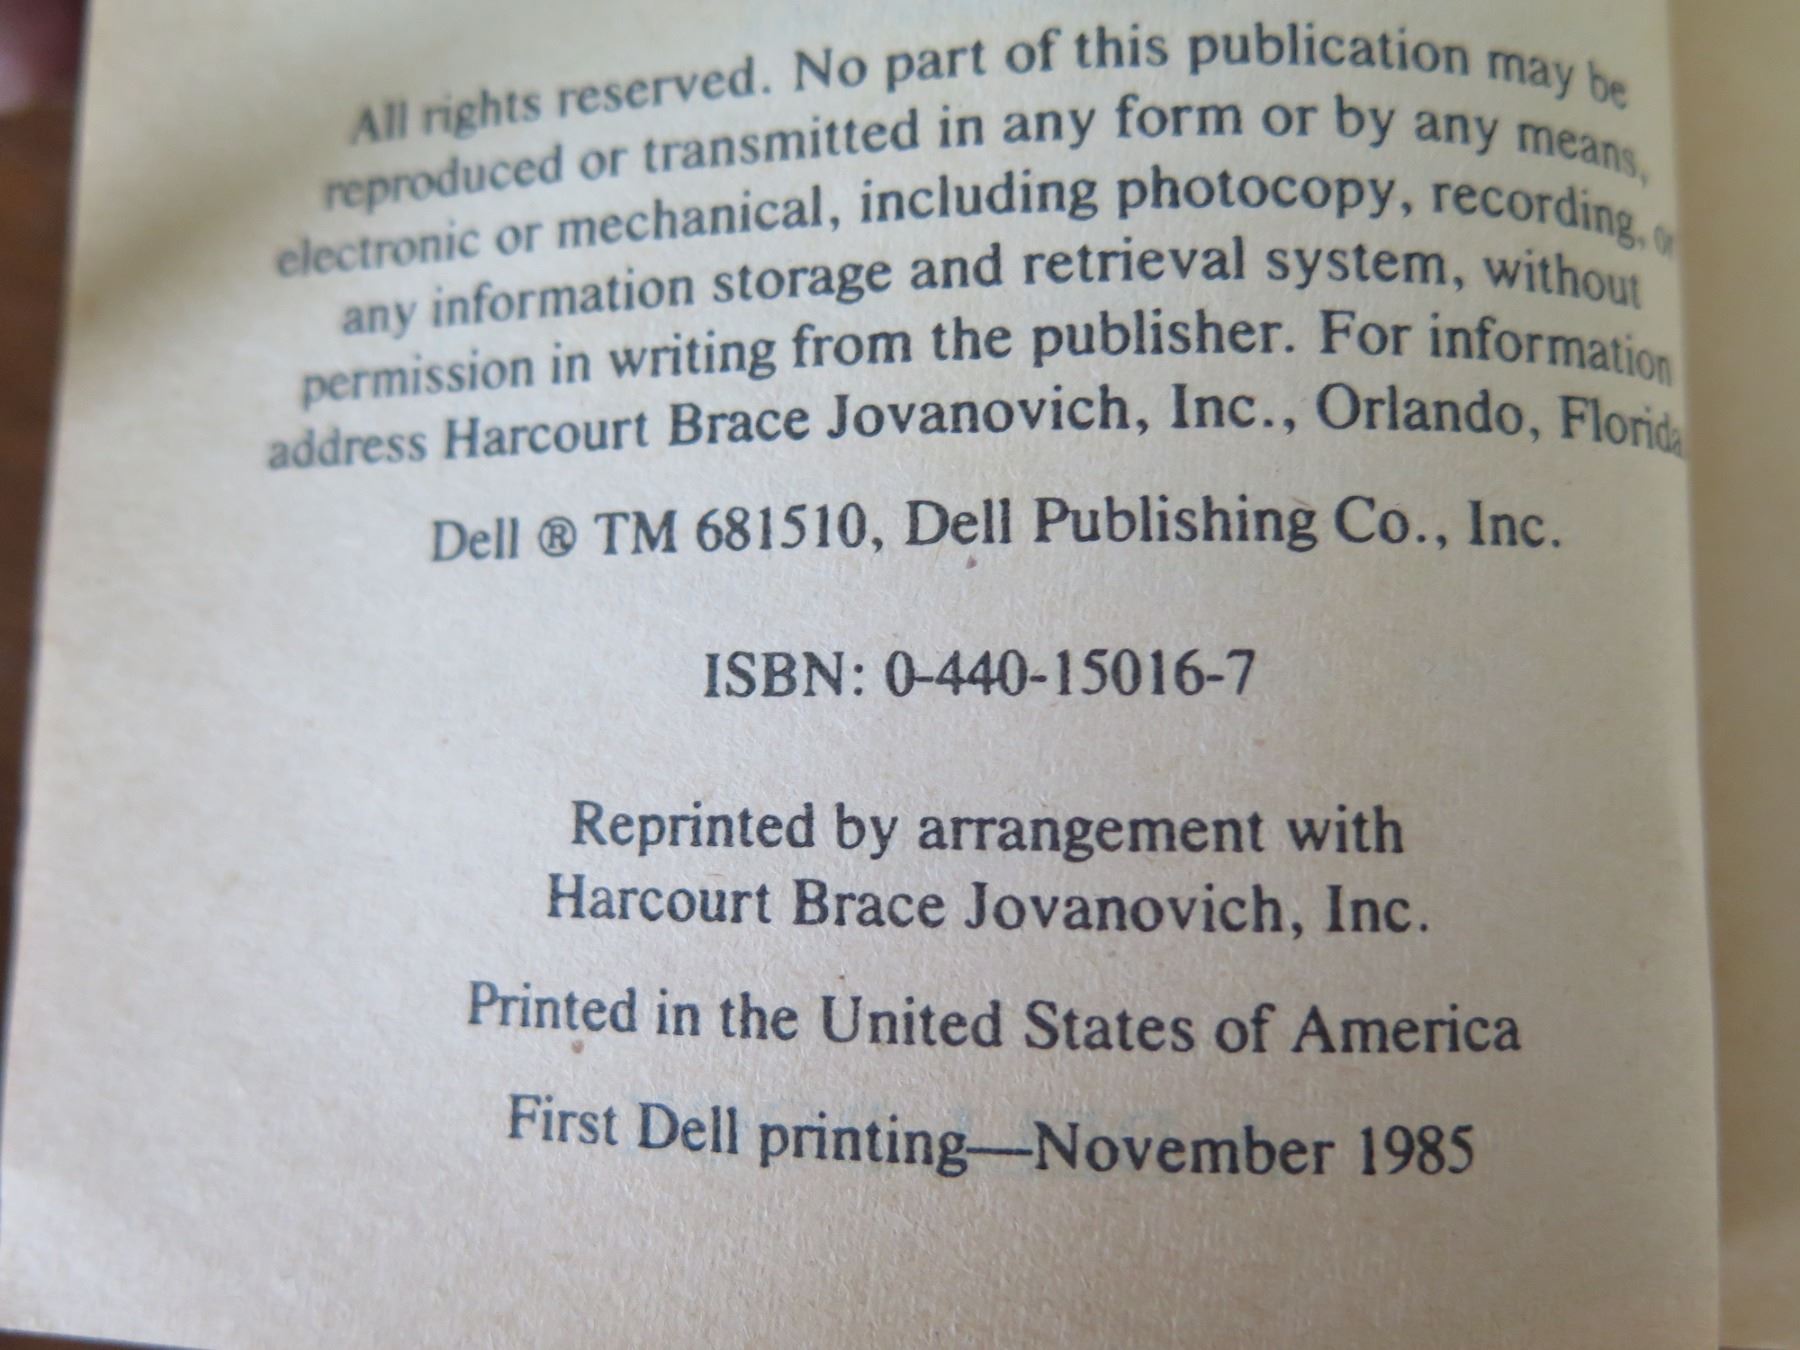 All rights reserved. No part of this publication may be
reproduced or transmitted in any form or by any means,
electronic or mechanical, including photocopy, recording, or
any information storage and retrieval system, without
permission in writing from the publisher. For information
address Harcourt Brace Jovanovich, Inc., Orlando, Florida
Dell ® TM 681510, Dell Publishing Co., Inc.
ISBN: 0-440-15016-7
Reprinted by arrangement with
Harcourt Brace Jovanovich, Inc.
Printed in the United States of America
First Dell printing—November 1985